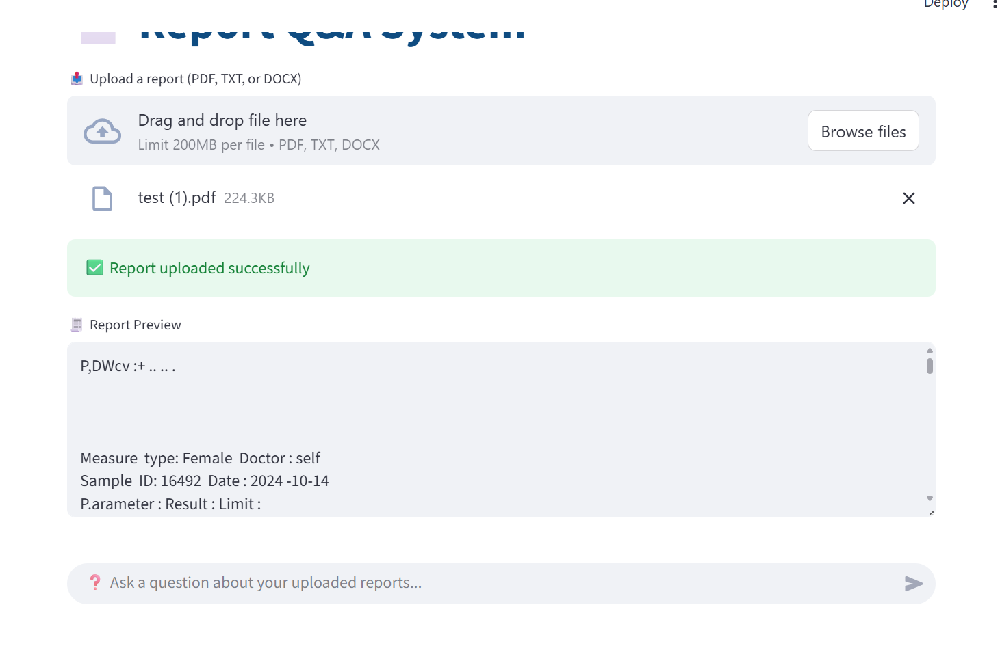 Deploy
Report Q&A System
Upload a report (PDF, TXT, or DOCX)
Drag and drop file here
Limit 200MB per file • PDF, TXT, DOCX
Browse files
test (1).pdf 224.3KB
Report uploaded successfully
Report Preview
P,DWcv :+ .. .. .
Measure type: Female Doctor : self
Sample ID: 16492 Date : 2024 -10-14
P.arameter : Result : Limit :
Ask a question about your uploaded reports...